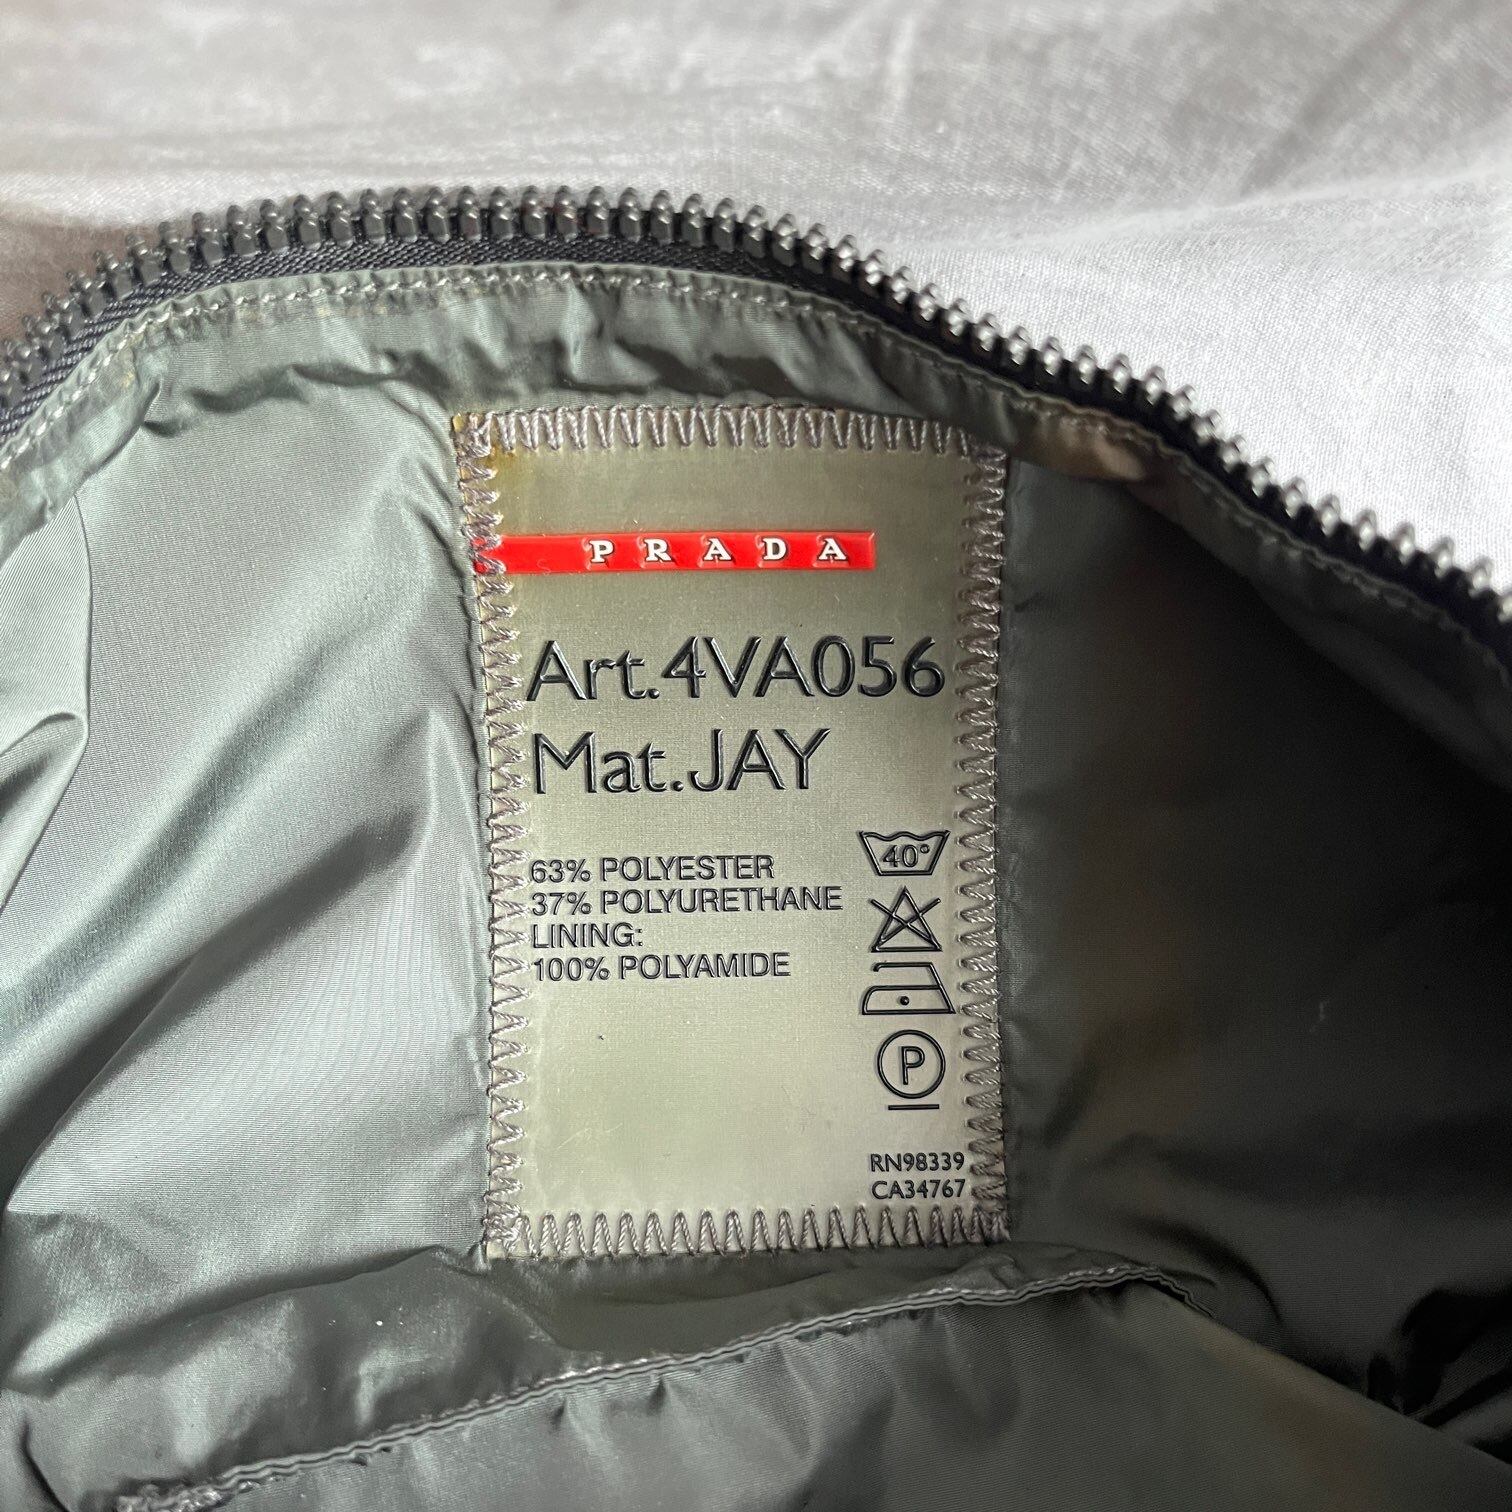 PRADA
Art.4VA056
Mat.JAY
40°
63% POLYESTER
37% POLYURETHANE
LINING:
100% POLYAMIDE
P
RN98339
CA34767